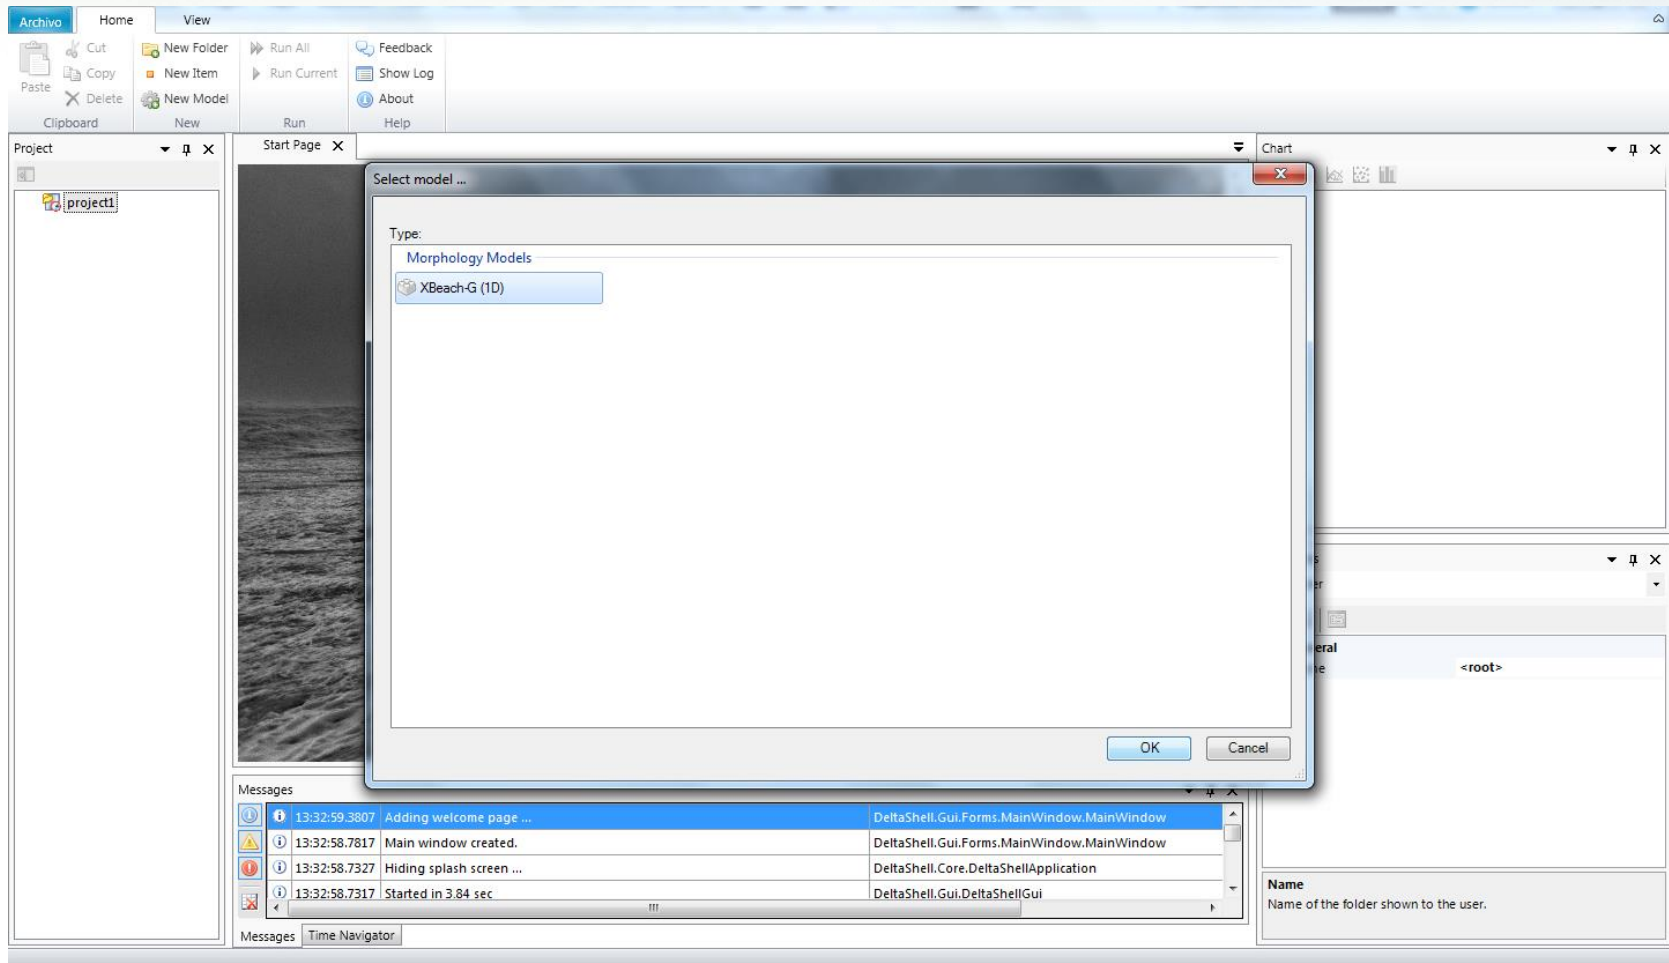 Archivo Home View
Cut New Folder Run All Feedback
Copy New Item Run Current Show Log
Paste
Delete New Model About
Clipboard New Run Help
Project
project1
Start Page
Select model ...
Type:
Morphology Models
XBeach-G (1D)
OK Cancel
Chart
<root>
Name
Name of the folder shown to the user.
Messages
13:32:59.3807 Adding welcome page ... DeltaShell.Gui.Forms.MainWindow.MainWindow
13:32:58.7817 Main window created. DeltaShell.Gui.Forms.MainWindow.MainWindow
13:32:58.7327 Hiding splash screen ... DeltaShell.Core.DeltaShellApplication
13:32:58.7317 Started in 3.84 sec DeltaShell.Gui.DeltaShellGui
Messages Time Navigator